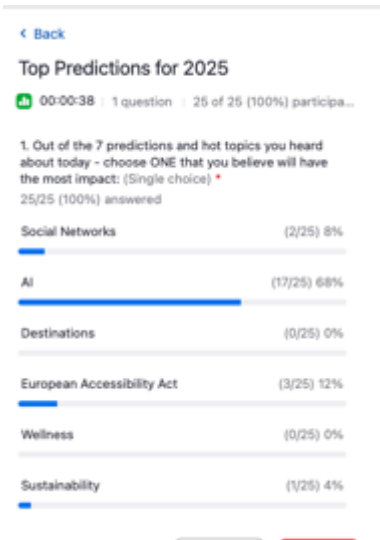 Back
Top Predictions for 2025
00:00:38 | 1 question | 25 of 25 (100%) participa...
1. Out of the 7 predictions and hot topics you heard
about today - choose ONE that you believe will have
the most impact: (Single choice) *
25/25 (100%) answered
Social Networks (2/25) 8%
AI (17/25) 68%
Destinations (0/25) 0%
European Accessibility Act (3/25) 12%
Wellness (0/25) 0%
Sustainability (1/25) 4%